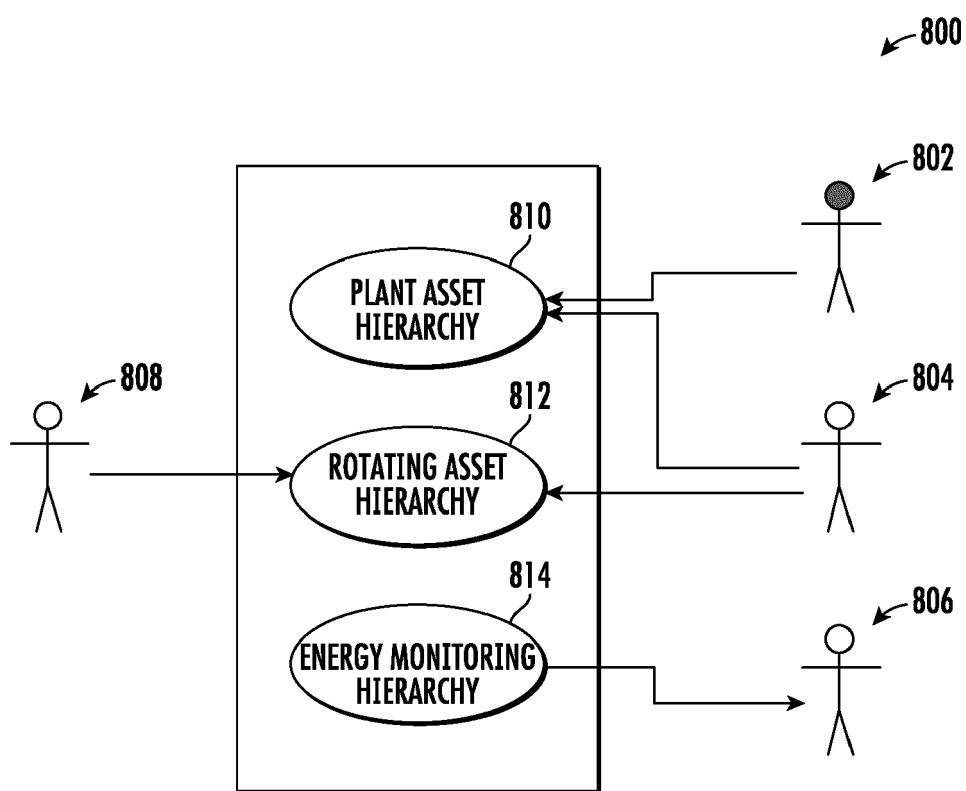 800
802
810
PLANT ASSET
HIERARCHY
808
804
812
ROTATING ASSET
HIERARCHY
814
806
ENERGY MONITORING
HIERARCHY